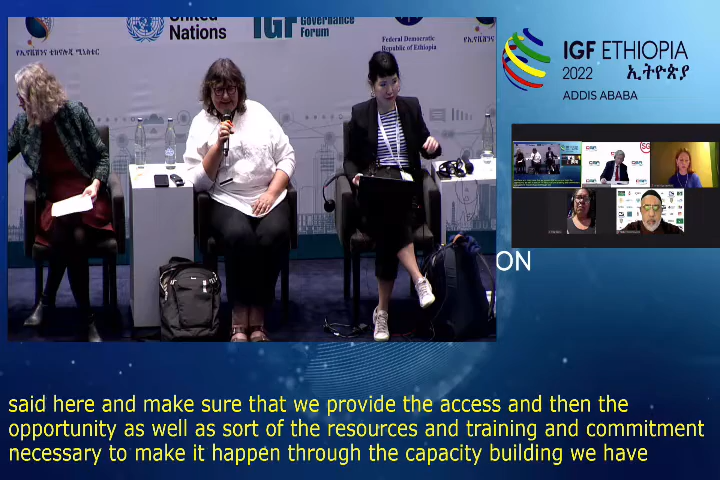 United
Nations
IGF
Governance
Forum
Federal Democratic
Republic of Ethiopia
IGF ETHIOPIA
2022 ኢትዮጵያ
ADDIS ABABA
ON
said here and make sure that we provide the access and then the
opportunity as well as sort of the resources and training and commitment
necessary to make it happen through the capacity building we have